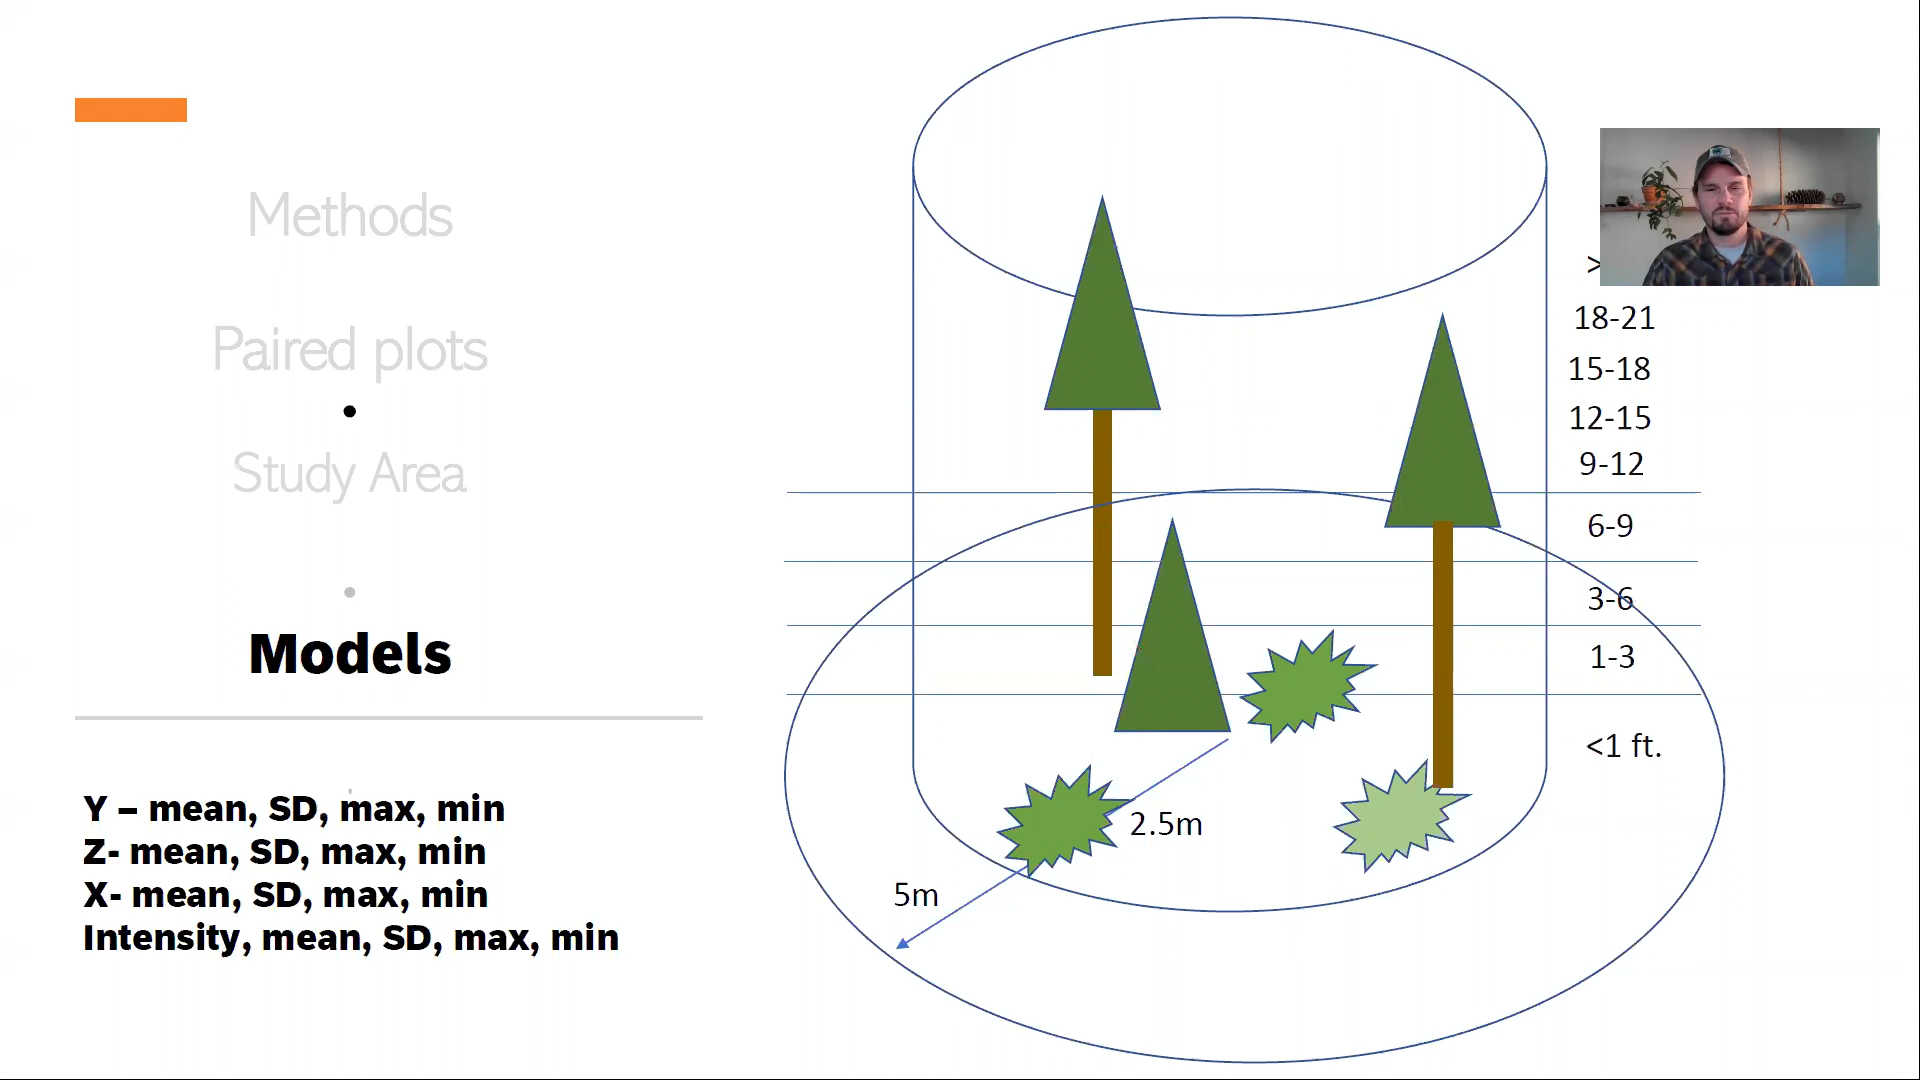 Methods
Paired plots
Study Area
Models
Y – mean, SD, max, min
Z- mean, SD, max, min
X- mean, SD, max, min
Intensity, mean, SD, max, min
>
18-21
15-18
12-15
9-12
6-9
3-6
1-3
<1 ft.
2.5m
5m